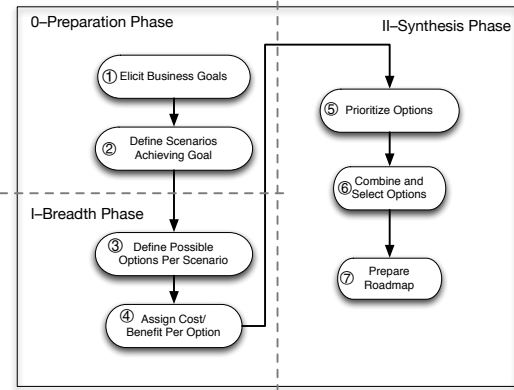 0–Preparation Phase
① Elicit Business Goals
② Define Scenarios
Achieving Goal
I–Breadth Phase
③ Define Possible
Options Per Scenario
④ Assign Cost/
Benefit Per Option
II–Synthesis Phase
⑤ Prioritize Options
⑥ Combine and
Select Options
⑦ Prepare
Roadmap